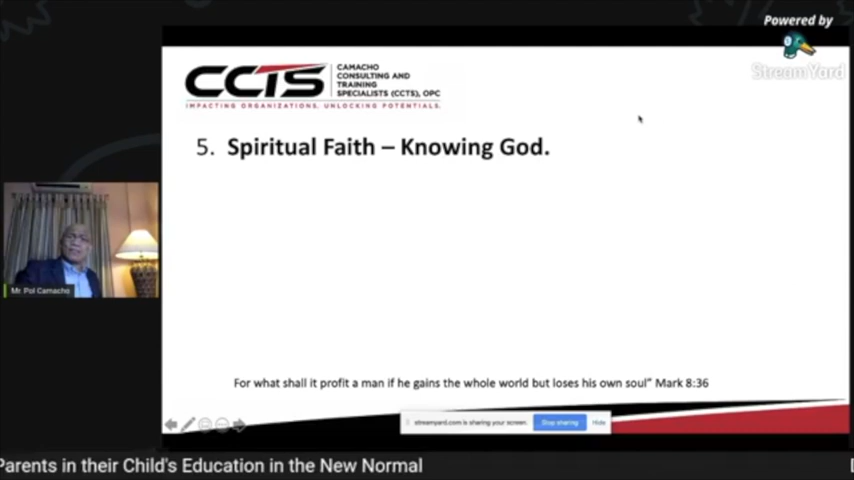 Powered by
StreamYard
CCTS
CAMACHO
CONSULTING AND
TRAINING
SPECIALISTS (CCTS), OPC
IMPACTING ORGANIZATIONS. UNLOCKING POTENTIALS.
5. Spiritual Faith – Knowing God.
Mr. Pol Camacho
For what shall it profit a man if he gains the whole world but loses his own soul” Mark 8:36
streamyard.com is sharing your screen.
Stop sharing
Hide
Parents in their Child's Education in the New Normal